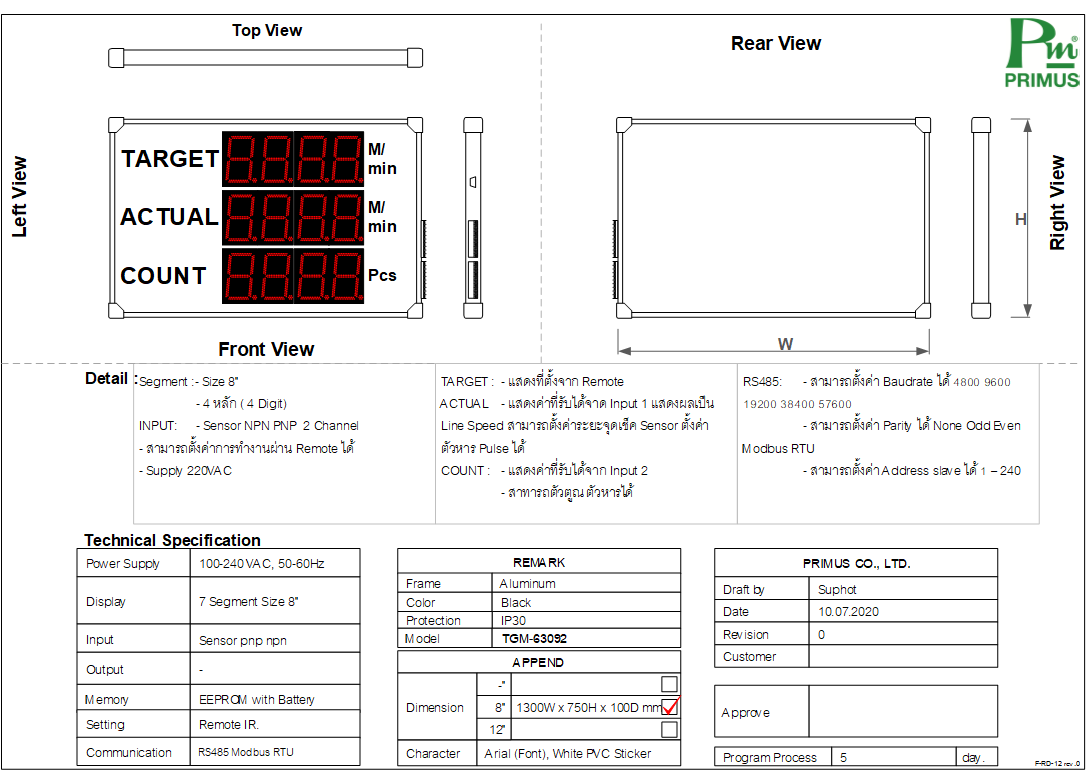 Top View
Rear View
Pm®
PRIMUS
Left View
TARGET
M/
min
ACTUAL
M/
min
COUNT
Pcs
Front View
H
W
Right View
Detail :
Segment :- Size 8"
- 4 หลัก ( 4 Digit)
INPUT: - Sensor NPN PNP 2 Channel
- สามารถตั้งค่าการทำงานผ่าน Remote ได้
- Supply 220VAC
TARGET : - แสดงที่ตั้งจาก Remote
ACTUAL - แสดงค่าที่รับได้จาด Input 1 แสดงผลเป็น
Line Speed สามารถตั้งค่าระยะจุดเช็ค Sensor ตั้งค่า
ตัวหาร Pulse ได้
COUNT : - แสดงค่าที่รับได้จาก Input 2
- สาทารถตัวตูณ ตัวหารได้
RS485: - สามารถตั้งค่า Baudrate ได้ 4800 9600
19200 38400 57600
- สามารถตั้งค่า Parity ได้ None Odd Even
Modbus RTU
- สามารถตั้งค่า Address slave ได้ 1 – 240
Technical Specification
Power Supply 100-240VAC, 50-60Hz
Display 7 Segment Size 8"
Input Sensor pnp npn
Output -
Memory EEPROM with Battery
Setting Remote IR.
Communication RS485 Modbus RTU
REMARK
Frame Aluminum
Color Black
Protection IP30
Model TGM-63092
APPEND
Dimension
-"
8" 1300W x 750H x 100D mm
12"
Character Arial (Font), White PVC Sticker
PRIMUS CO., LTD.
Draft by Suphot
Date 10.07.2020
Revision 0
Customer
Approve
Program Process 5 day.
F-RD-12 rev.0